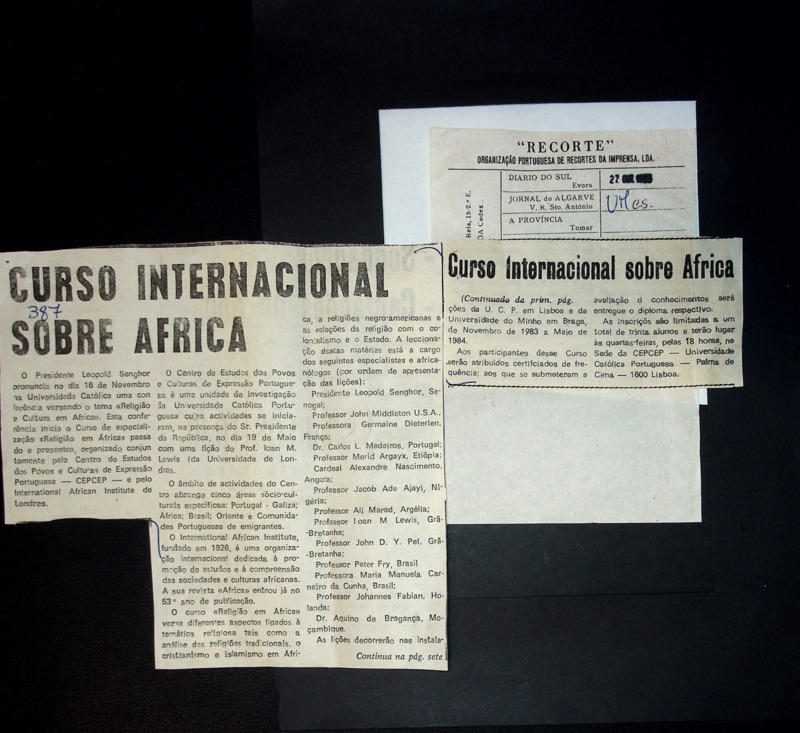 "RECORTE"
ORGANIZAÇÃO PORTUGUESA DE RECORTES DA IMPRENSA, LDA.
DIARIO DO SUL
Evora
27
JORNAL do ALGARVE
V. R. Sto. António
A PROVÍNCIA
Tomar
Reis, 19-2.º E.
OA Codex
CURSO INTERNACIONAL
387
SOBRE AFRICA
O Presidente Leopold Senghor
pronuncia no dia 16 de Novembro
na Universidade Católica uma con
ferência versando o tema «Religião
e Cultura em Africa». Esta confe
rência inicia o Curso de especiali-
zação «Religião em África» passa
do e presente, organizado conjun
tamente pelo Centro de Estudos
dos Póvos e Culturas de Expressão
Portuguesa — CEPCEP — e pelo
International African Institute de
Londres.
O Centro de Estudos dos Povos
e Culturas de Expressão Portugue-
sa é uma unidade de investigação
da Universidade Católica Portu-
guesa cujas actividades se inicia-
ram, na presença do Sr. Presidente
da República, no dia 19 de Maio
com uma lição do Prof. Ioan M.
Lewis (da Universidade de Lon-
dres.
O âmbito de actividades do Cen-
tro abrange cinco áreas sócio-cul-
turais especificas: Portugal - Galiza;
Africa; Brasil; Oriente e Comunida-
des Portuguesas de emigrantes.
O International African Institute,
fundado em 1926, é uma organiza-
ção internacional dedicada à pro-
moção de estudos e à compreensão
das sociedades e culturas africanas.
A sua revista «Africa» entrou já no
53º ano de publicação.
O curso «Religião em África»
versa diferentes aspectos ligados à
temática religiosa tais como a
análise das religiões tradicionais, o
cristianismo e islamismo em Afri-
ca, a religiões negro-americanas e
as relações da religião com o co-
lonialismo e o Estado. A lecciona
ção destas matérias está a cargo
dos seguintes especialistas e africa-
nólogos (por ordem de apresenta-
ção das lições):
Presidente Leopold Senghor, Se-
negal;
Professor John Middleton U.S.A.,
Professora Germaine Dieterlen,
França;
Dr. Carlos L. Medeiros, Portugal;
Professor Merid Argayx, Etiópia;
Cardeal Alexandre Nascimento,
Angola;
Professor Jacob Ade Ajayi, Ni-
géria;
Professor Ali Marad, Argélia;
Professor Ioan M Lewis, Grã-
-Bretanha;
Professor John D. Y. Pel, Grã-
-Bretanha;
Professor Peter Fry, Brasil
Professora Maria Manuela Car-
neiro da Cunha, Brasil;
Professor Johannes Fabian, Ho-
landa;
Dr. Aquino de Bragança, Mo-
çambique.
As lições decorrerão nas instala-
Continua na pág. sete
Curso Internacional sobre Africa
(Continuado da prim. pág.
ções da U. C. P. em Lisboa e da
Universidade do Minho em Braga,
de Novembro de 1983 a Maio de
1984.
Aos participantes desse Curso
serão atribuidos certifciados de fre-
quência; aos que se submeteram a
avaliação d conhecimentos será
entregue o diploma respectivo.
As inscriçõs são limitadas a um
total de trinta alunos e terão lugar
às quartas-feiras, pelas 18 horas, na
Sede da CEPCEP — Universidade
Católica Portuguesa — Palma de
Cima — 1600 Lisboa.